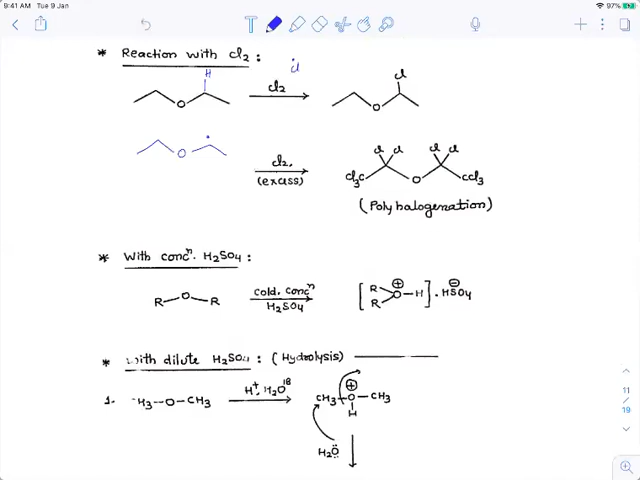 9:41 AM Tue 9 Jan
97%
* Reaction with Cl2 :
H
Cl
O
Cl2
Cl
O
O
Cl2.
(excess)
Cl Cl Cl Cl
Cl3C O CCl3
(Polyhalogenation)
* With concⁿ. H2SO4 :
R—O—R
cold. concⁿ
H2SO4
[R R O⊕—H] . HSO4⊖
* with dilute H2SO4 : (Hydrolysis)
1. H3—O—CH3
H+, H2O18
CH3—O⊕—CH3
H
H2Ö
11
/
19